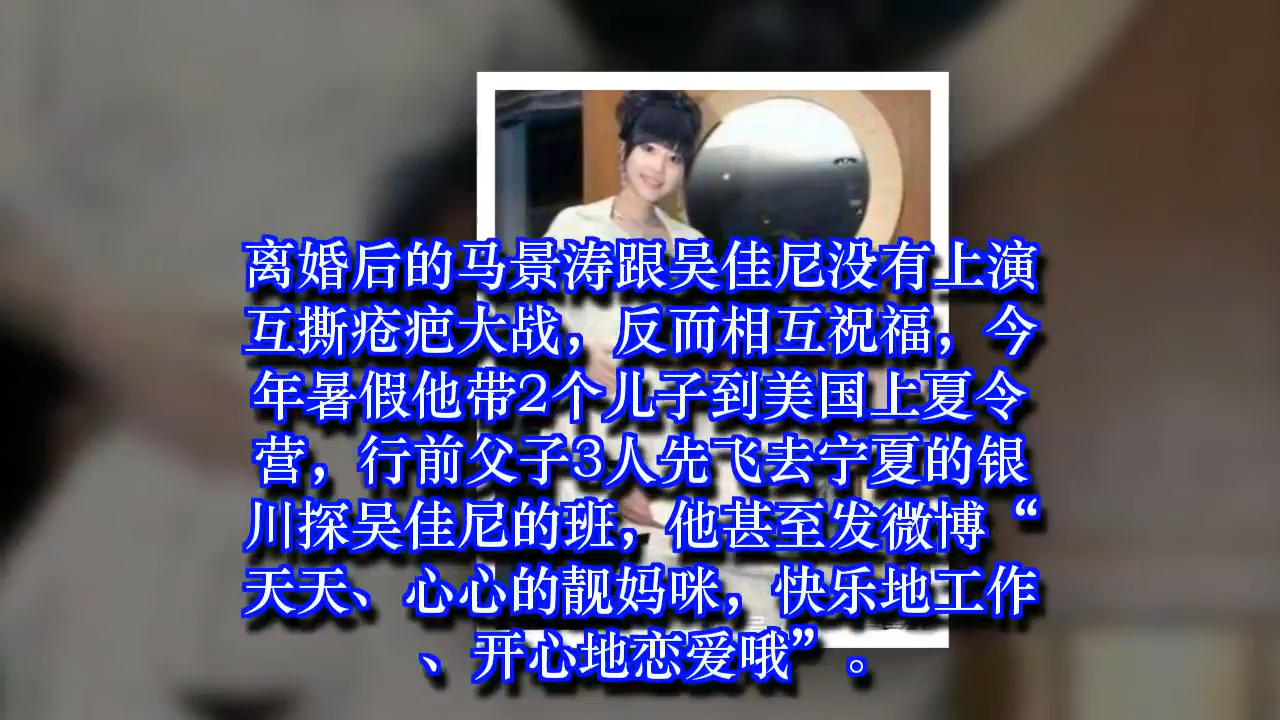 离婚后的马景涛跟吴佳尼没有上演
互撕疮疤大战，反而相互祝福，今
年暑假他带2个儿子到美国上夏令
营，行前父子3人先飞去宁夏的银
川探吴佳尼的班，他甚至发微博“
天天、心心的靓妈咪，快乐地工作
、开心地恋爱哦”。